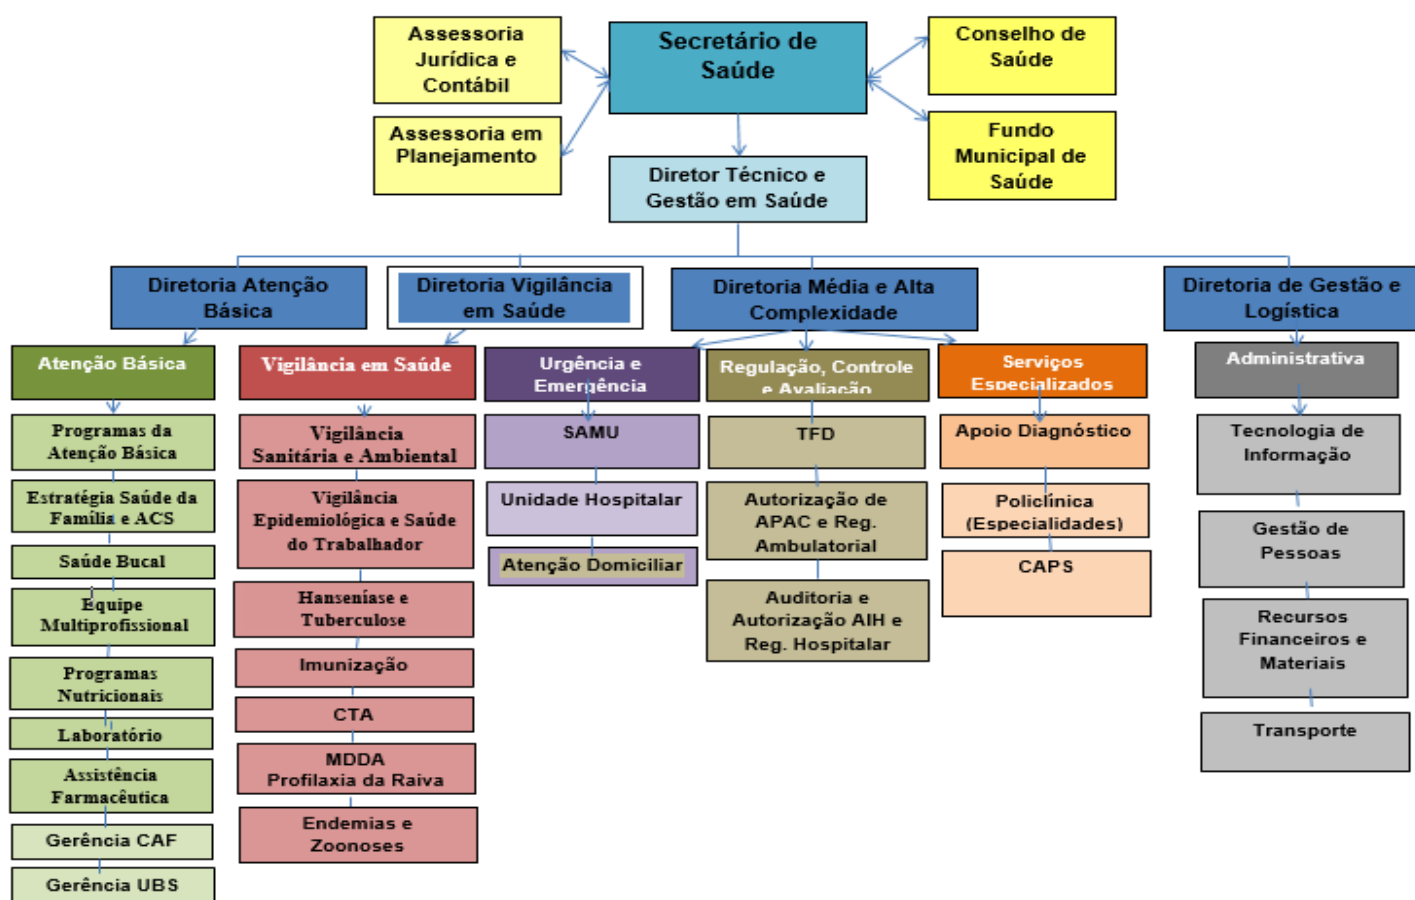 Assessoria
Jurídica e
Contábil
Secretário de
Saúde
Conselho de
Saúde
Assessoria em
Planejamento
Fundo
Municipal de
Saúde
Diretor Técnico e
Gestão em Saúde
Diretoria Atenção
Básica
Diretoria Vigilância
em Saúde
Diretoria Média e Alta
Complexidade
Diretoria de Gestão e
Logística
Atenção Básica
Programas da
Atenção Básica
Estratégia Saúde da
Família e ACS
Saúde Bucal
Equipe
Multiprofissional
Programas
Nutricionais
Laboratório
Assistência
Farmacêutica
Gerência CAF
Gerência UBS
Vigilância em Saúde
Vigilância
Sanitária e Ambiental
Vigilância
Epidemiológica e Saúde
do Trabalhador
Hanseníase e
Tuberculose
Imunização
CTA
MDDA
Profilaxia da Raiva
Endemias e
Zoonoses
Urgência e
Emergência
SAMU
Unidade Hospitalar
Atenção Domiciliar
Regulação, Controle
e Avaliação
TFD
Autorização de
APAC e Reg.
Ambulatorial
Auditoria e
Autorização AIH e
Reg. Hospitalar
Serviços
Especializados
Apoio Diagnóstico
Policlínica
(Especialidades)
CAPS
Administrativa
Tecnologia de
Informação
Gestão de
Pessoas
Recursos
Financeiros e
Materiais
Transporte